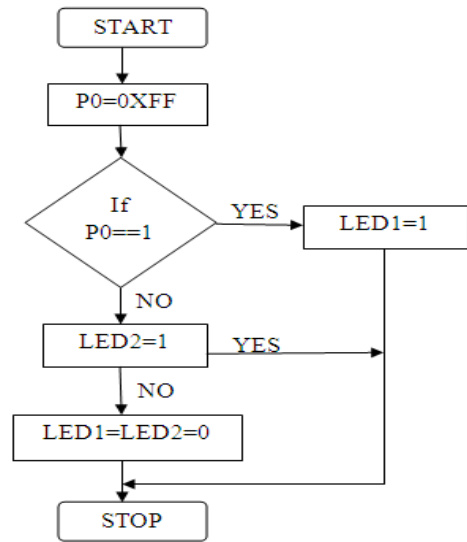 START
P0=0XFF
If
P0==1
YES
LED1=1
NO
LED2=1
YES
NO
LED1=LED2=0
STOP